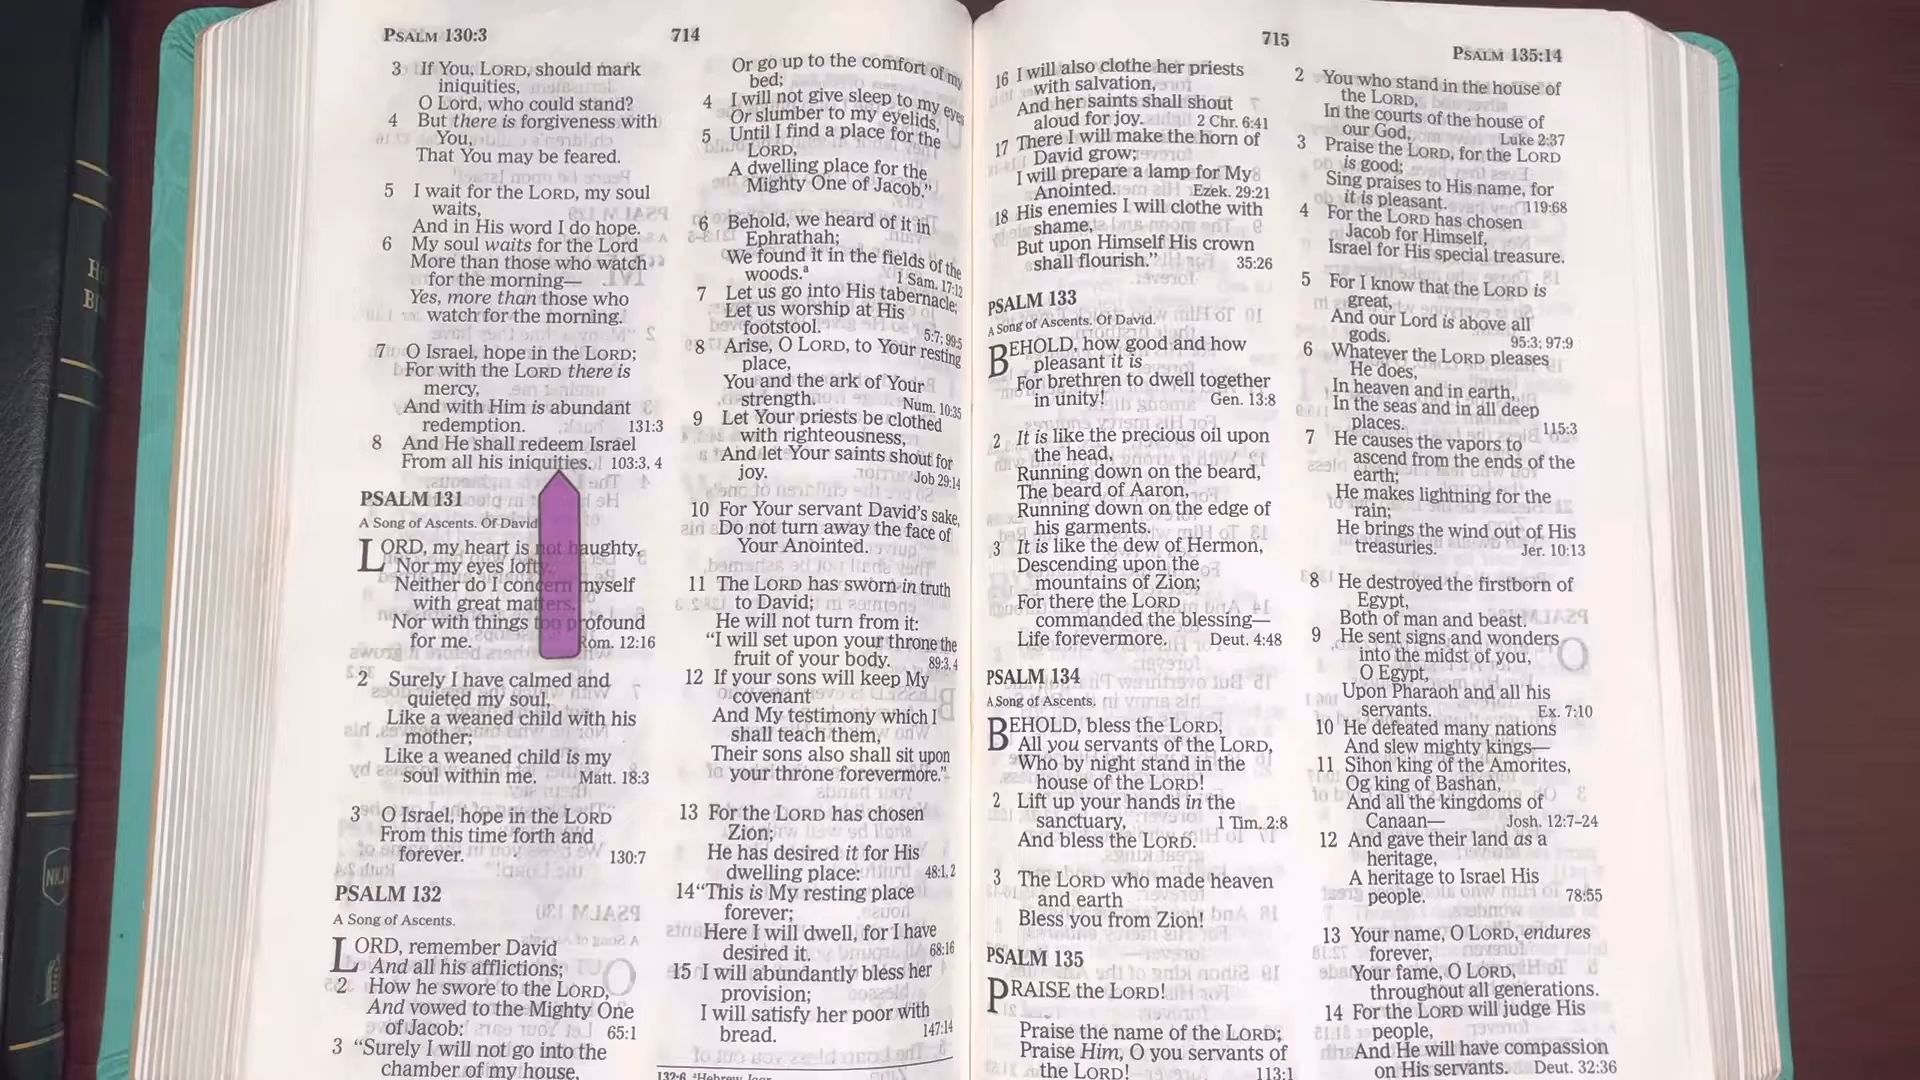 PSALM 130:3
714
3 If You, LORD, should mark
iniquities,
O Lord, who could stand?
4 But there is forgiveness with
You,
That You may be feared.
5 I wait for the LORD, my soul
waits,
And in His word I do hope.
6 My soul waits for the Lord
More than those who watch
for the morning—
Yes, more than those who
watch for the morning.
7 O Israel, hope in the LORD;
For with the LORD there is
mercy,
And with Him is abundant
redemption. 131:3
8 And He shall redeem Israel
From all his iniquities. 103:3, 4
PSALM 131
A Song of Ascents. Of David
LORD, my heart is not haughty,
Nor my eyes lofty.
Neither do I concern myself
with great matters,
Nor with things too profound
for me. Rom. 12:16
2 Surely I have calmed and
quieted my soul,
Like a weaned child with his
mother;
Like a weaned child is my
soul within me. Matt. 18:3
3 O Israel, hope in the LORD
From this time forth and
forever. 130:7
PSALM 132
A Song of Ascents.
LORD, remember David
And all his afflictions;
2 How he swore to the LORD,
And vowed to the Mighty One
of Jacob: 65:1
3 “Surely I will not go into the
chamber of my house,
Or go up to the comfort of my
bed;
4 I will not give sleep to my eyes
Or slumber to my eyelids,
5 Until I find a place for the
LORD,
A dwelling place for the
Mighty One of Jacob.”
6 Behold, we heard of it in
Ephrathah;
We found it in the fields of the
woods.a 1 Sam. 17:12
7 Let us go into His tabernacle;
Let us worship at His
footstool. 5:7; 99:5
8 Arise, O LORD, to Your resting
place,
You and the ark of Your
strength. Num. 10:35
9 Let Your priests be clothed
with righteousness,
And let Your saints shout for
joy. Job 29:14
10 For Your servant David's sake,
Do not turn away the face of
Your Anointed.
11 The LORD has sworn in truth
to David;
He will not turn from it:
“I will set upon your throne the
fruit of your body. 89:3, 4
12 If your sons will keep My
covenant
And My testimony which I
shall teach them,
Their sons also shall sit upon
your throne forevermore.”
13 For the LORD has chosen
Zion;
He has desired it for His
dwelling place: 48:1, 2
14 “This is My resting place
forever;
Here I will dwell, for I have
desired it. 68:16
15 I will abundantly bless her
provision;
I will satisfy her poor with
bread. 147:14
132:6 aHebrew Jaar
715
PSALM 135:14
16 I will also clothe her priests
with salvation,
And her saints shall shout
aloud for joy. 2 Chr. 6:41
17 There I will make the horn of
David grow;
I will prepare a lamp for My
Anointed. Ezek. 29:21
18 His enemies I will clothe with
shame,
But upon Himself His crown
shall flourish.” 35:26
PSALM 133
A Song of Ascents. Of David.
BEHOLD, how good and how
pleasant it is
For brethren to dwell together
in unity! Gen. 13:8
2 It is like the precious oil upon
the head,
Running down on the beard,
The beard of Aaron,
Running down on the edge of
his garments.
3 It is like the dew of Hermon,
Descending upon the
mountains of Zion;
For there the LORD
commanded the blessing—
Life forevermore. Deut. 4:48
PSALM 134
A Song of Ascents.
BEHOLD, bless the LORD,
All you servants of the LORD,
Who by night stand in the
house of the LORD!
2 Lift up your hands in the
sanctuary, 1 Tim. 2:8
And bless the LORD.
3 The LORD who made heaven
and earth
Bless you from Zion!
PSALM 135
PRAISE the LORD!
Praise the name of the LORD;
Praise Him, O you servants of
the LORD! 113:1
2 You who stand in the house of
the LORD,
In the courts of the house of
our God, Luke 2:37
3 Praise the LORD, for the LORD
is good;
Sing praises to His name, for
it is pleasant. 119:68
4 For the LORD has chosen
Jacob for Himself,
Israel for His special treasure.
5 For I know that the LORD is
great,
And our Lord is above all
gods. 95:3; 97:9
6 Whatever the LORD pleases
He does,
In heaven and in earth,
In the seas and in all deep
places. 115:3
7 He causes the vapors to
ascend from the ends of the
earth;
He makes lightning for the
rain;
He brings the wind out of His
treasuries. Jer. 10:13
8 He destroyed the firstborn of
Egypt,
Both of man and beast.
9 He sent signs and wonders
into the midst of you,
O Egypt,
Upon Pharaoh and all his
servants. Ex. 7:10
10 He defeated many nations
And slew mighty kings—
11 Sihon king of the Amorites,
Og king of Bashan,
And all the kingdoms of
Canaan— Josh. 12:7–24
12 And gave their land as a
heritage,
A heritage to Israel His
people. 78:55
13 Your name, O LORD, endures
forever,
Your fame, O LORD,
throughout all generations.
14 For the LORD will judge His
people,
And He will have compassion
on His servants. Deut. 32:36
NKJV